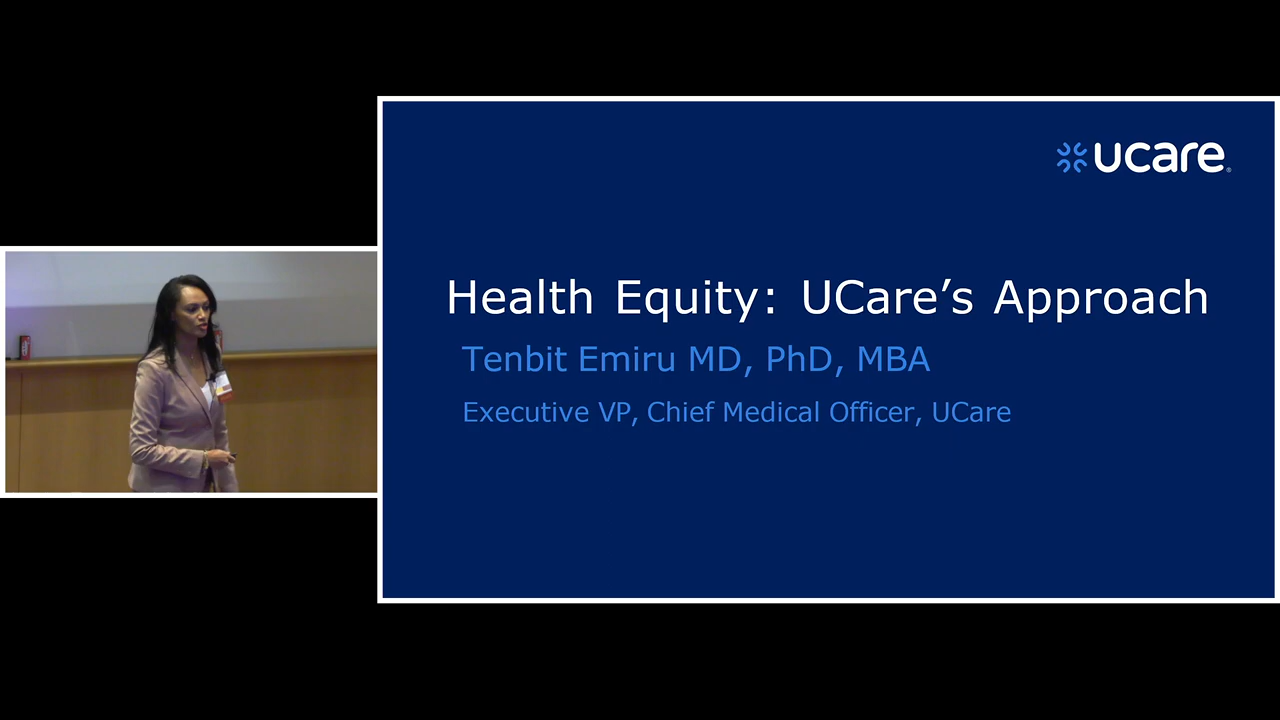 ucare
Health Equity: UCare’s Approach
Tenbit Emiru MD, PhD, MBA
Executive VP, Chief Medical Officer, UCare